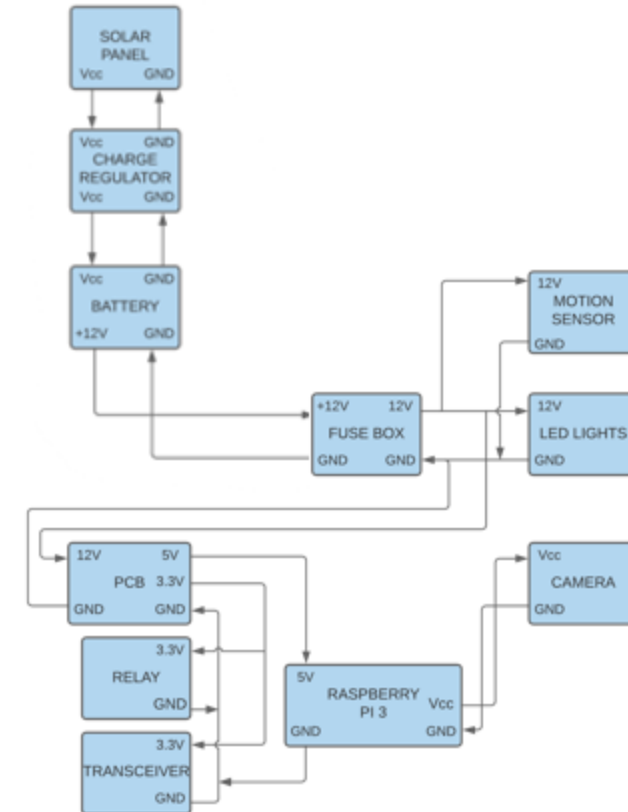 SOLAR
PANEL
Vcc GND
Vcc GND
CHARGE
REGULATOR
Vcc GND
Vcc GND
BATTERY
+12V GND
12V
MOTION
SENSOR
GND
+12V 12V
FUSE BOX
GND GND
12V
LED LIGHTS
GND
12V 5V
PCB 3.3V
GND GND
Vcc
CAMERA
GND
3.3V
RELAY
GND
5V
RASPBERRY
PI 3
Vcc
GND GND
3.3V
TRANSCEIVER
GND